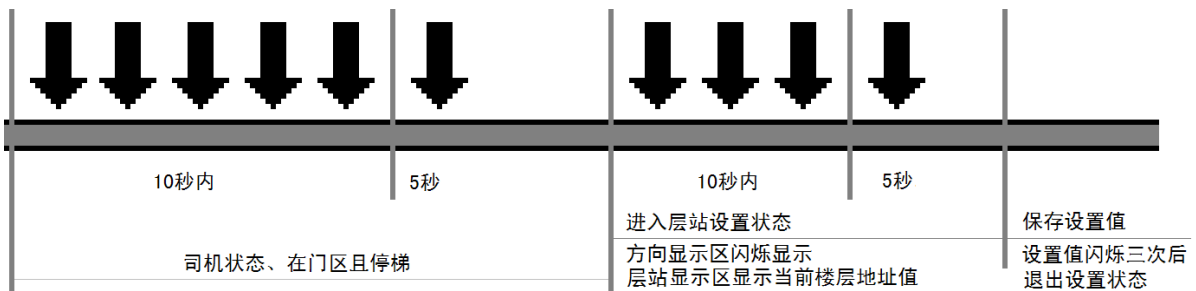 10秒内
5秒
10秒内
5秒
司机状态、在门区且停梯
进入层站设置状态
方向显示区闪烁显示
层站显示区显示当前楼层地址值
保存设置值
设置值闪烁三次后
退出设置状态